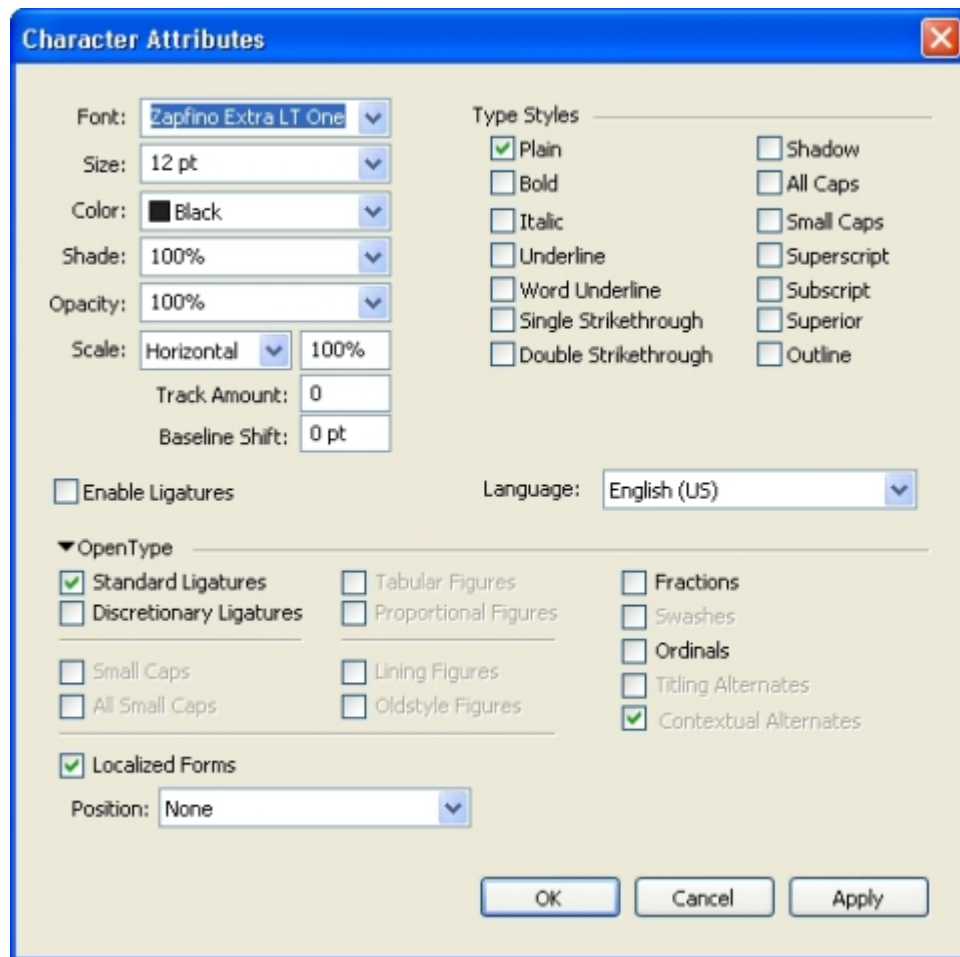 Character Attributes
Font: Zapfino Extra LT One
Size: 12 pt
Color: Black
Shade: 100%
Opacity: 100%
Scale: Horizontal 100%
Track Amount: 0
Baseline Shift: 0 pt
Type Styles
Plain
Bold
Italic
Underline
Word Underline
Single Strikethrough
Double Strikethrough
Shadow
All Caps
Small Caps
Superscript
Subscript
Superior
Outline
Enable Ligatures
Language: English (US)
OpenType
Standard Ligatures
Discretionary Ligatures
Small Caps
All Small Caps
Tabular Figures
Proportional Figures
Lining Figures
Oldstyle Figures
Fractions
Swashes
Ordinals
Titling Alternates
Contextual Alternates
Localized Forms
Position: None
OK
Cancel
Apply